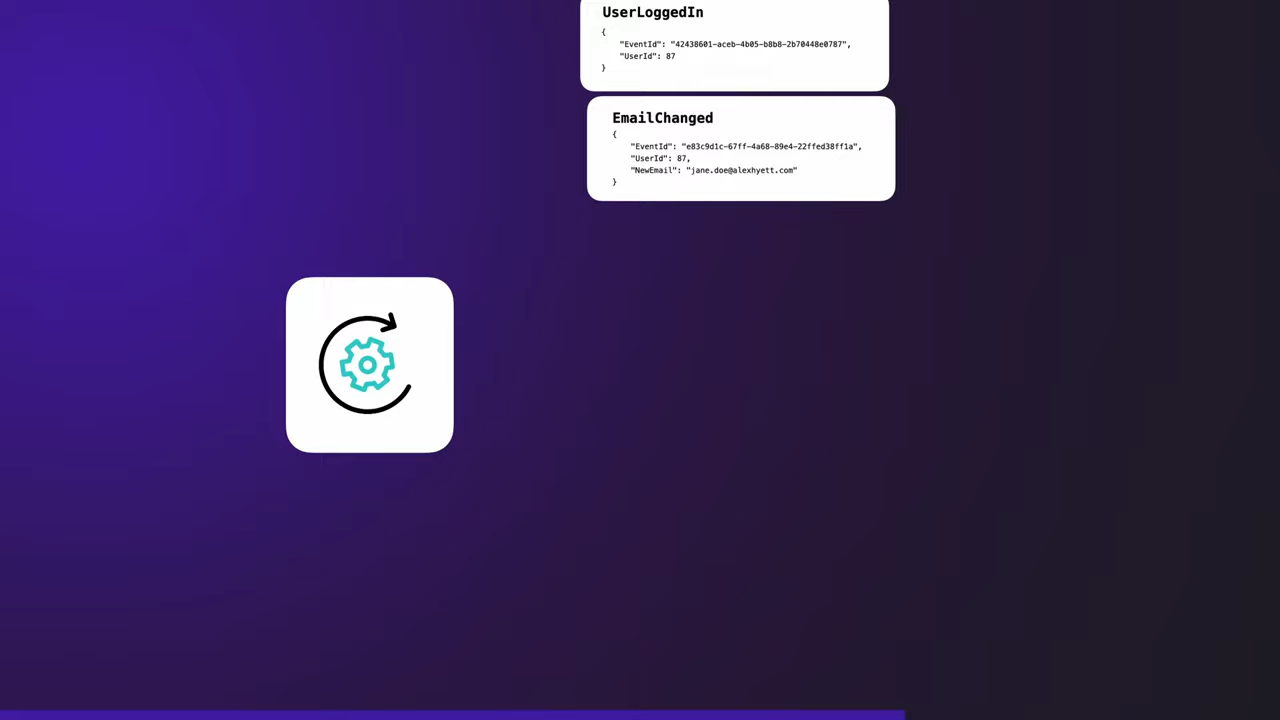 UserLoggedIn
{
"EventId": "42438601-aceb-4b05-b8b8-2b70448e0787",
"UserId": 87
}
EmailChanged
{
"EventId": "e83c9d1c-67ff-4a68-89e4-22ffed38ff1a",
"UserId": 87,
"NewEmail": "jane.doe@alexhyett.com"
}